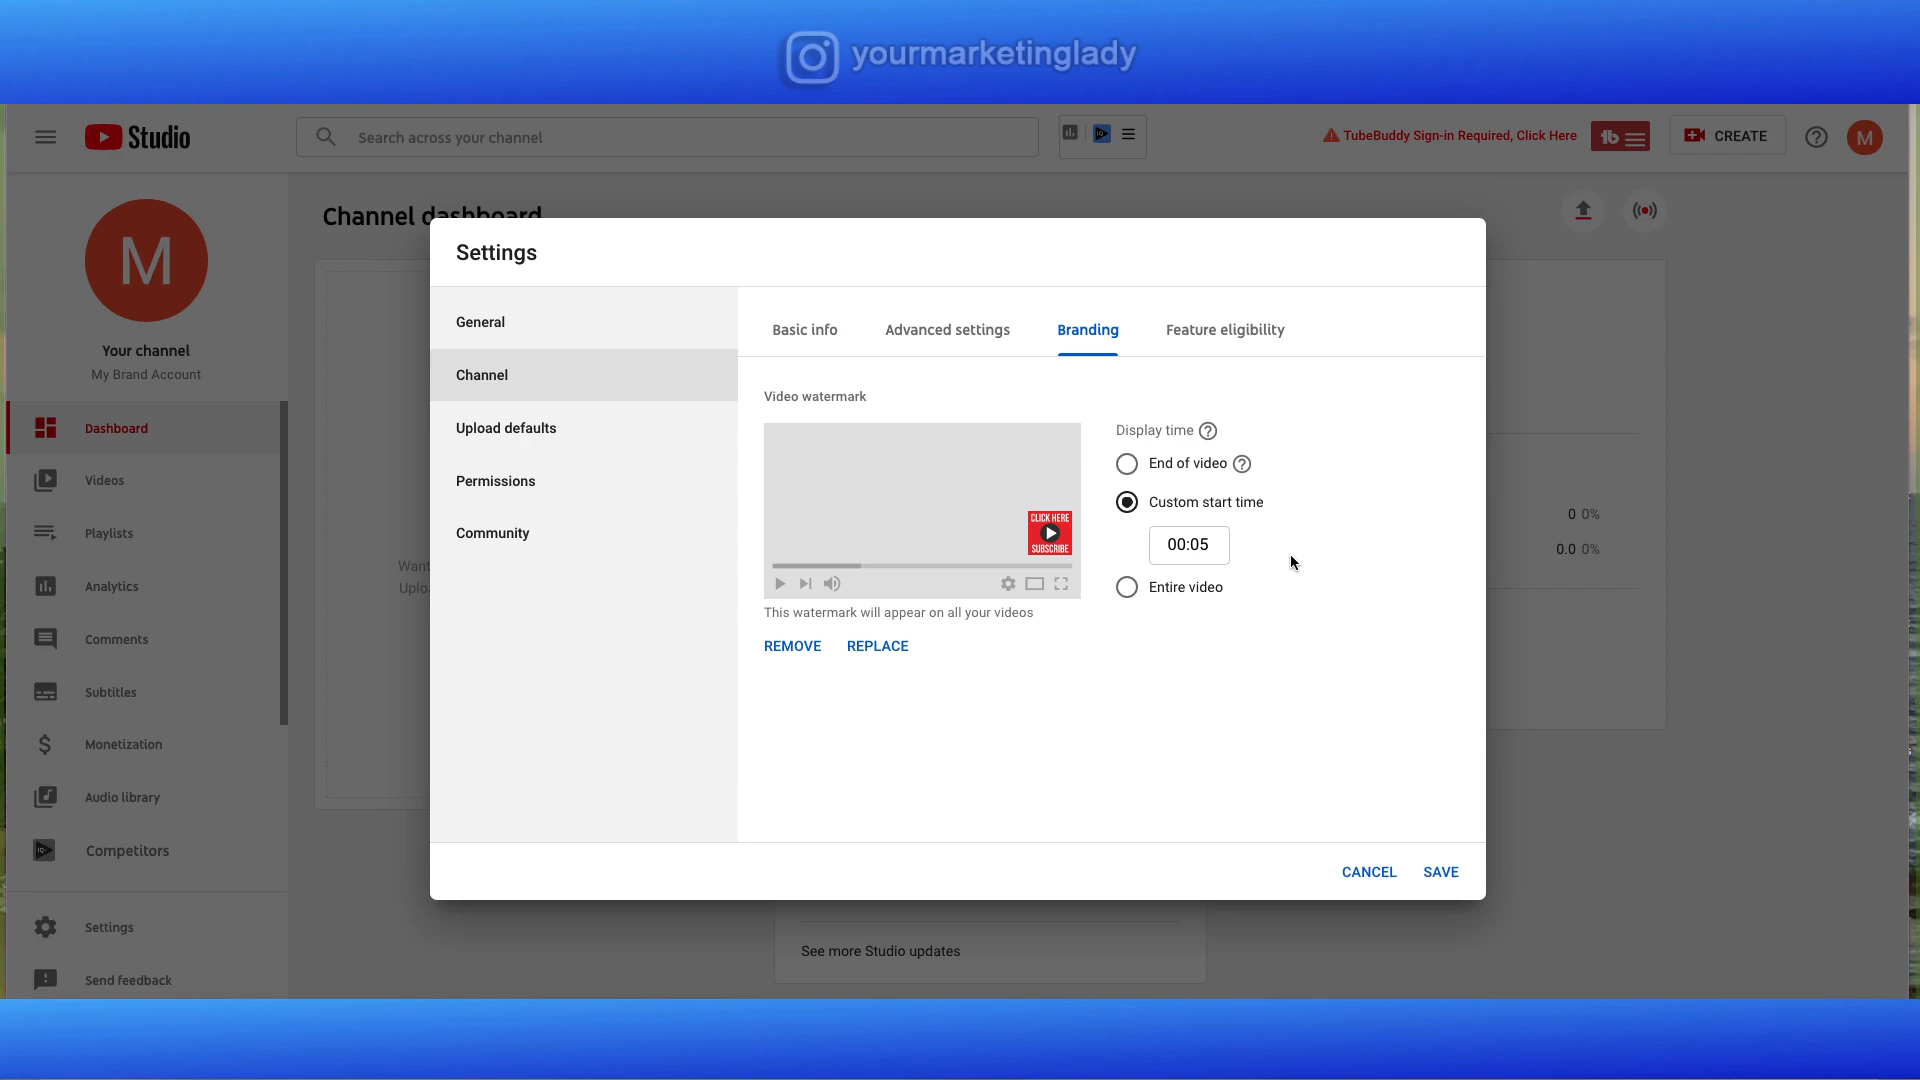 yourmarketinglady
Studio
Search across your channel
TubeBuddy Sign-in Required, Click Here
tb
CREATE
M
M
Your channel
My Brand Account
Dashboard
Videos
Playlists
Analytics
Comments
Subtitles
Monetization
Audio library
Competitors
Settings
Send feedback
Channel dashboard
Want
Uplo
0 0%
0.0 0%
See more Studio updates
Settings
General
Channel
Upload defaults
Permissions
Community
Basic info
Advanced settings
Branding
Feature eligibility
Video watermark
CLICK HERE
SUBSCRIBE
This watermark will appear on all your videos
REMOVE
REPLACE
Display time
End of video
Custom start time
00:05
Entire video
CANCEL
SAVE